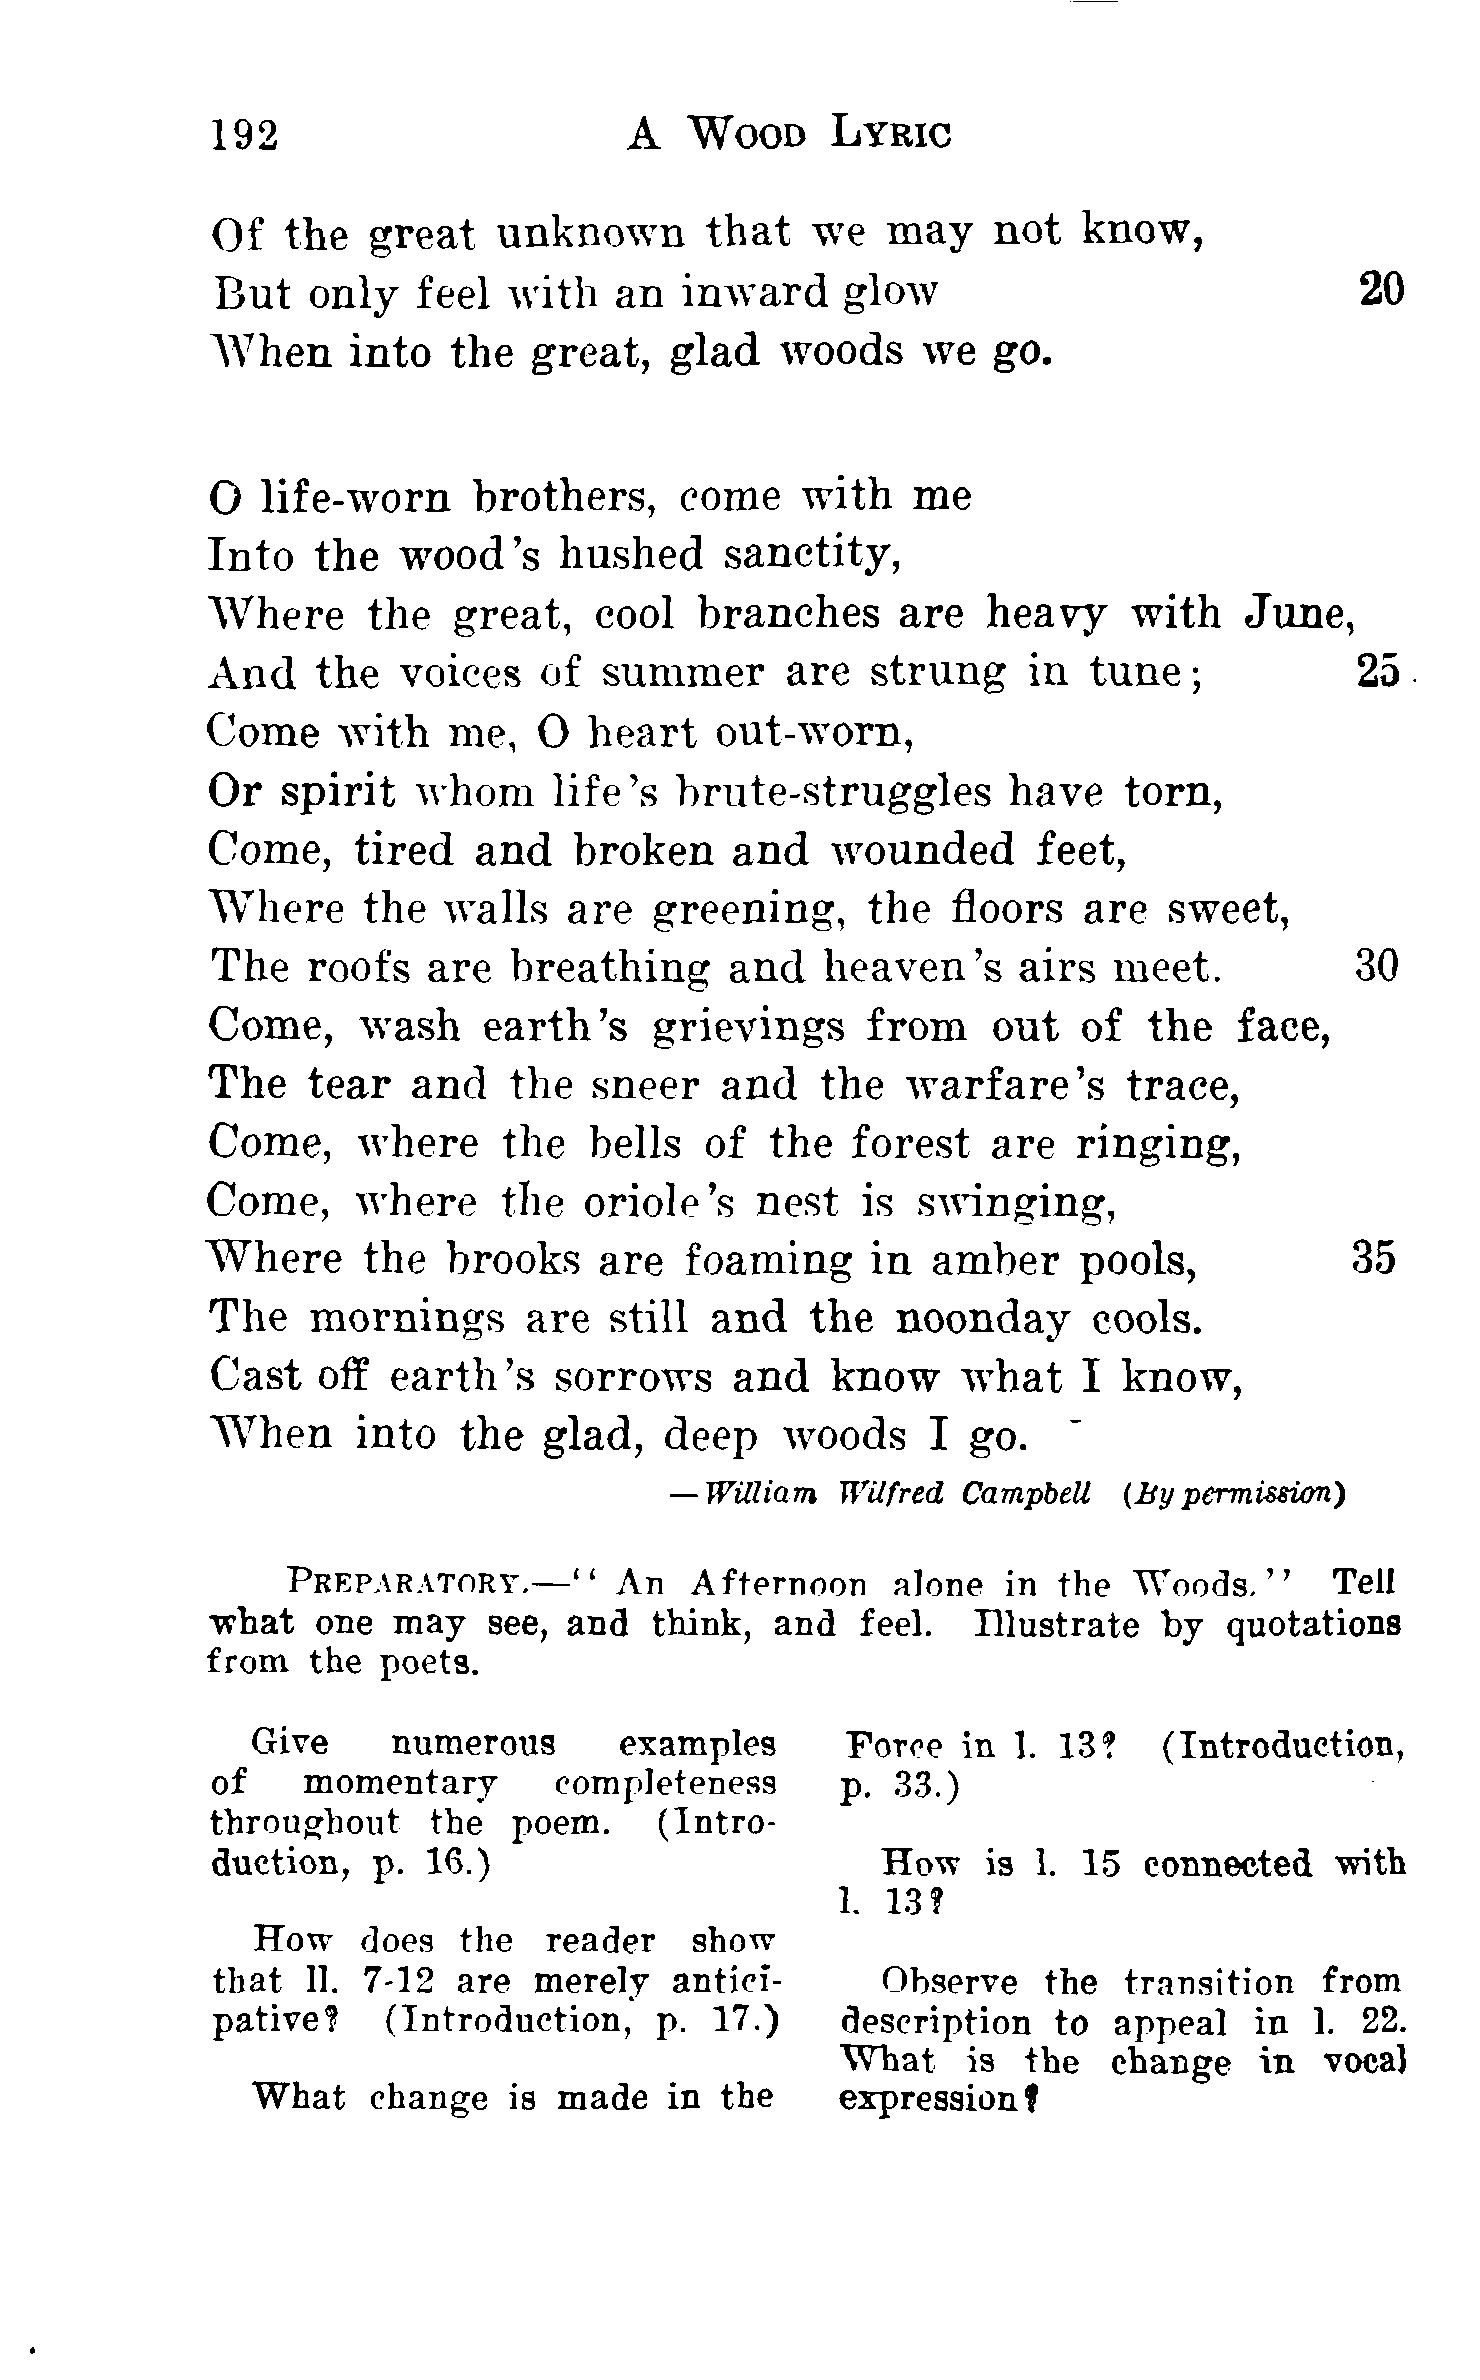 192 A WOOD LYRIC
Of the great unknown that we may not know,
But only feel with an inward glow 20
When into the great, glad woods we go.
O life-worn brothers, come with me
Into the wood's hushed sanctity,
Where the great, cool branches are heavy with June,
And the voices of summer are strung in tune; 25
Come with me, O heart out-worn,
Or spirit whom life's brute-struggles have torn,
Come, tired and broken and wounded feet,
Where the walls are greening, the floors are sweet,
The roofs are breathing and heaven's airs meet. 30
Come, wash earth's grievings from out of the face,
The tear and the sneer and the warfare's trace,
Come, where the bells of the forest are ringing,
Come, where the oriole's nest is swinging,
Where the brooks are foaming in amber pools, 35
The mornings are still and the noonday cools.
Cast off earth's sorrows and know what I know,
When into the glad, deep woods I go.
—William Wilfred Campbell (By permission)
PREPARATORY.—"An Afternoon alone in the Woods." Tell
what one may see, and think, and feel. Illustrate by quotations
from the poets.
Give numerous examples
of momentary completeness
throughout the poem. (Intro-
duction, p. 16.)
How does the reader show
that ll. 7-12 are merely antici-
pative? (Introduction, p. 17.)
What change is made in the
Force in l. 13? (Introduction,
p. 33.)
How is l. 15 connected with
l. 13?
Observe the transition from
description to appeal in l. 22.
What is the change in vocal
expression?